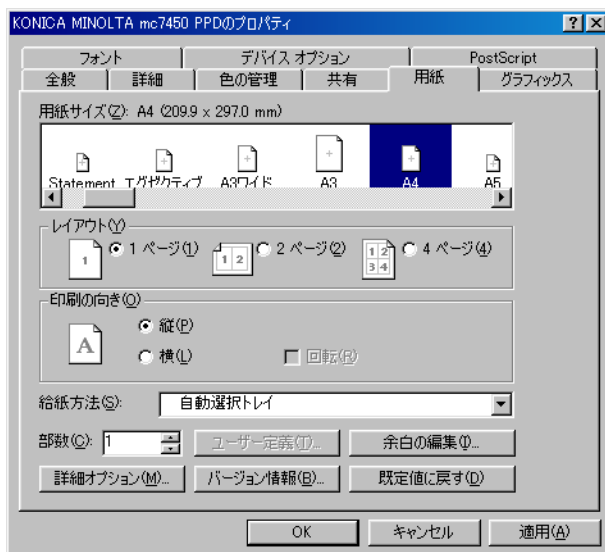 KONICA MINOLTA mc7450 PPDのプロパティ
フォント デバイス オプション PostScript
全般 詳細 色の管理 共有 用紙 グラフィックス
用紙サイズ(Z): A4 (209.9 x 297.0 mm)
Statement エグゼクティブ A3ワイド A3 A4 A5
レイアウト(Y)
1 1 ページ(1) 1 2 2 ページ(2) 1 2 3 4 4 ページ(4)
印刷の向き(O)
A 縦(P)
横(L) 回転(R)
給紙方法(S): 自動選択トレイ
部数(C): 1 ユーザー定義(T)... 余白の編集(I)...
詳細オプション(M)... バージョン情報(B)... 既定値に戻す(D)
OK キャンセル 適用(A)